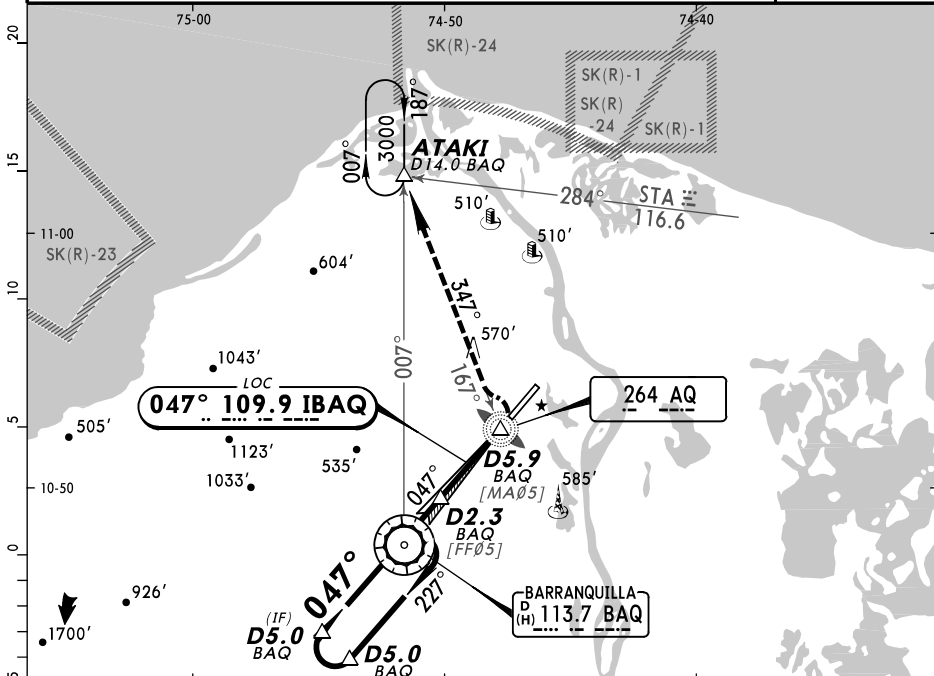 75-00
74-50
74-40
20
SK(R)-24
SK(R)-1
SK(R)
-24
SK(R)-1
187°
3000
007°
ATAKI
D14.0 BAQ
15
284°
STA
116.6
510'
510'
11-00
SK(R)-23
604'
10
347°
570'
007°
167°
1043'
LOC
047° 109.9 IBAQ
264 AQ
5
505'
1123'
535'
1033'
D5.9
BAQ
[MAØ5]
585'
047°
10-50
D2.3
BAQ
[FFØ5]
0
047°
227°
926'
BARRANQUILLA
D
(H) 113.7 BAQ
1700'
(IF)
D5.0
BAQ
D5.0
BAQ
5